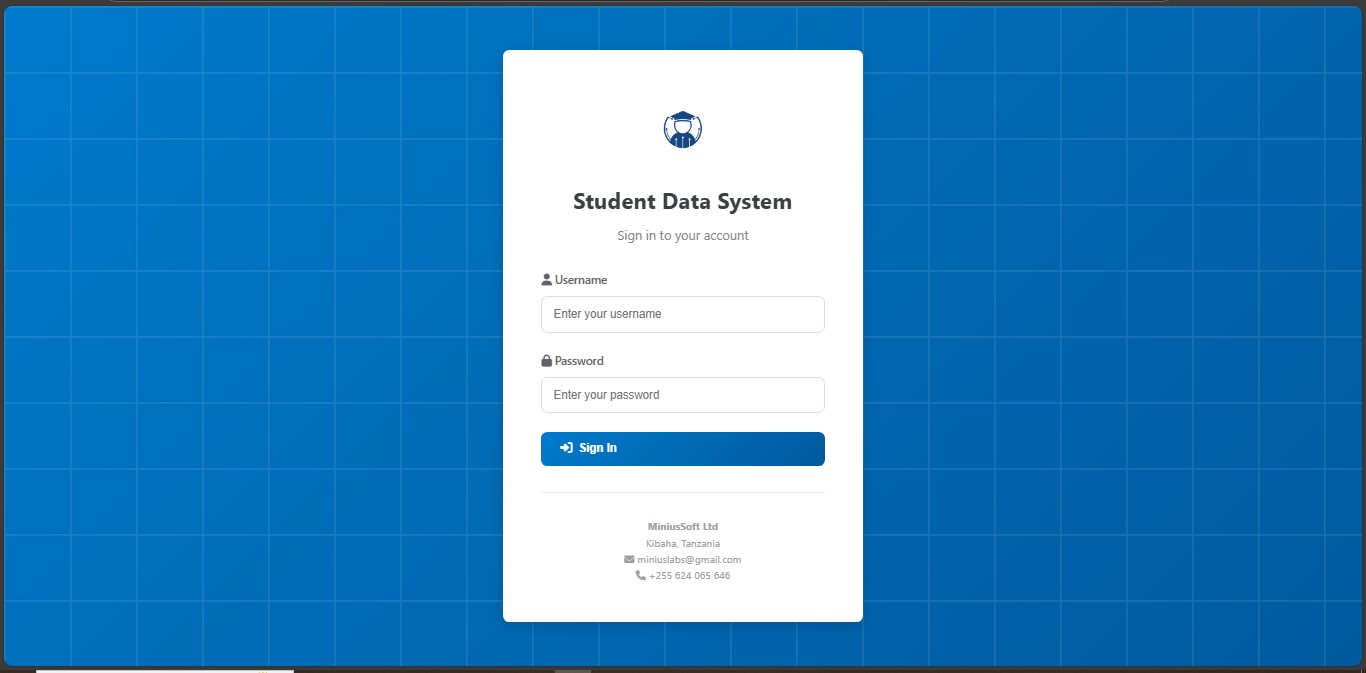 Student Data System
Sign in to your account
Username
Enter your username
Password
Enter your password
Sign In
MiniusSoft Ltd
Kibaha, Tanzania
miniuslabs@gmail.com
+255 624 065 646